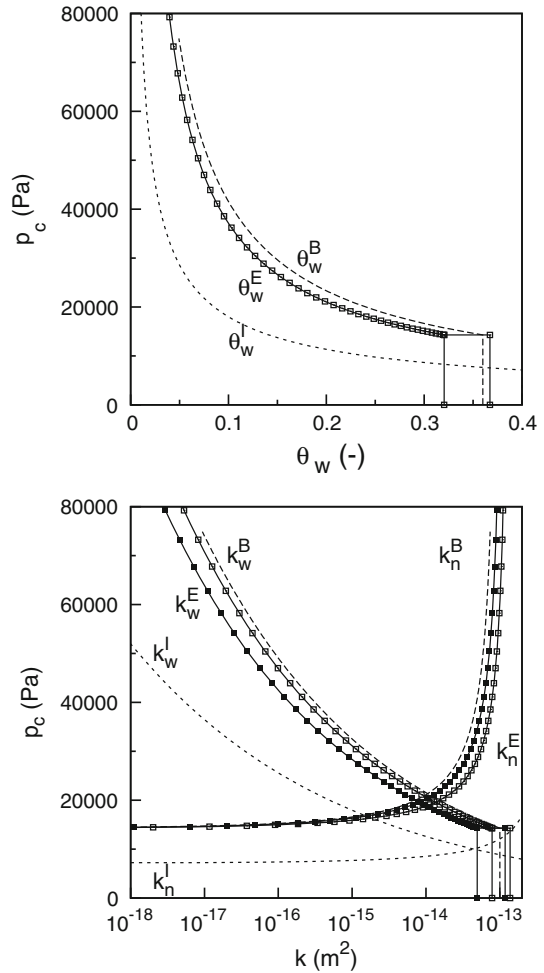 80000
60000
40000
20000
0
p_c (Pa)
θ_w^B
θ_w^E
θ_w^I
0 0.1 0.2 0.3 0.4
θ_w (-)
80000
60000
40000
20000
0
p_c (Pa)
k_w^B
k_n^B
k_w^E
k_w^I
k_n^E
k_n^I
10^-18 10^-17 10^-16 10^-15 10^-14 10^-13
k (m^2)